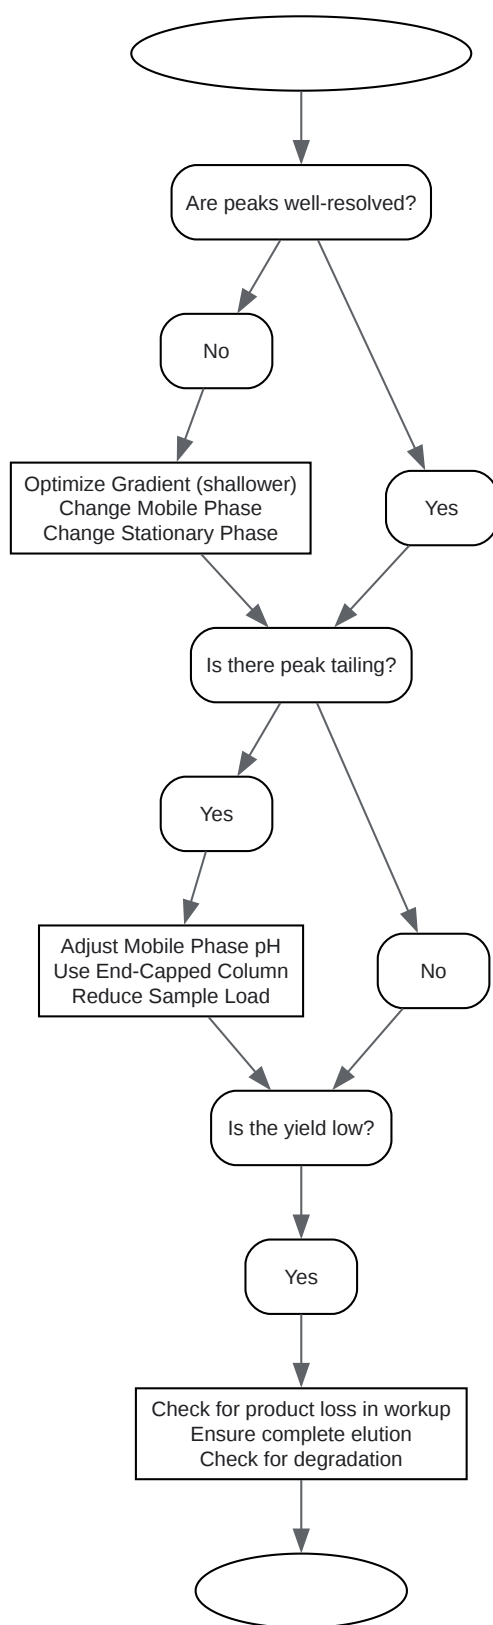 Are peaks well-resolved?
No
Optimize Gradient (shallower)
Change Mobile Phase
Change Stationary Phase
Yes
Is there peak tailing?
Yes
Adjust Mobile Phase pH
Use End-Capped Column
Reduce Sample Load
No
Is the yield low?
Yes
Check for product loss in workup
Ensure complete elution
Check for degradation